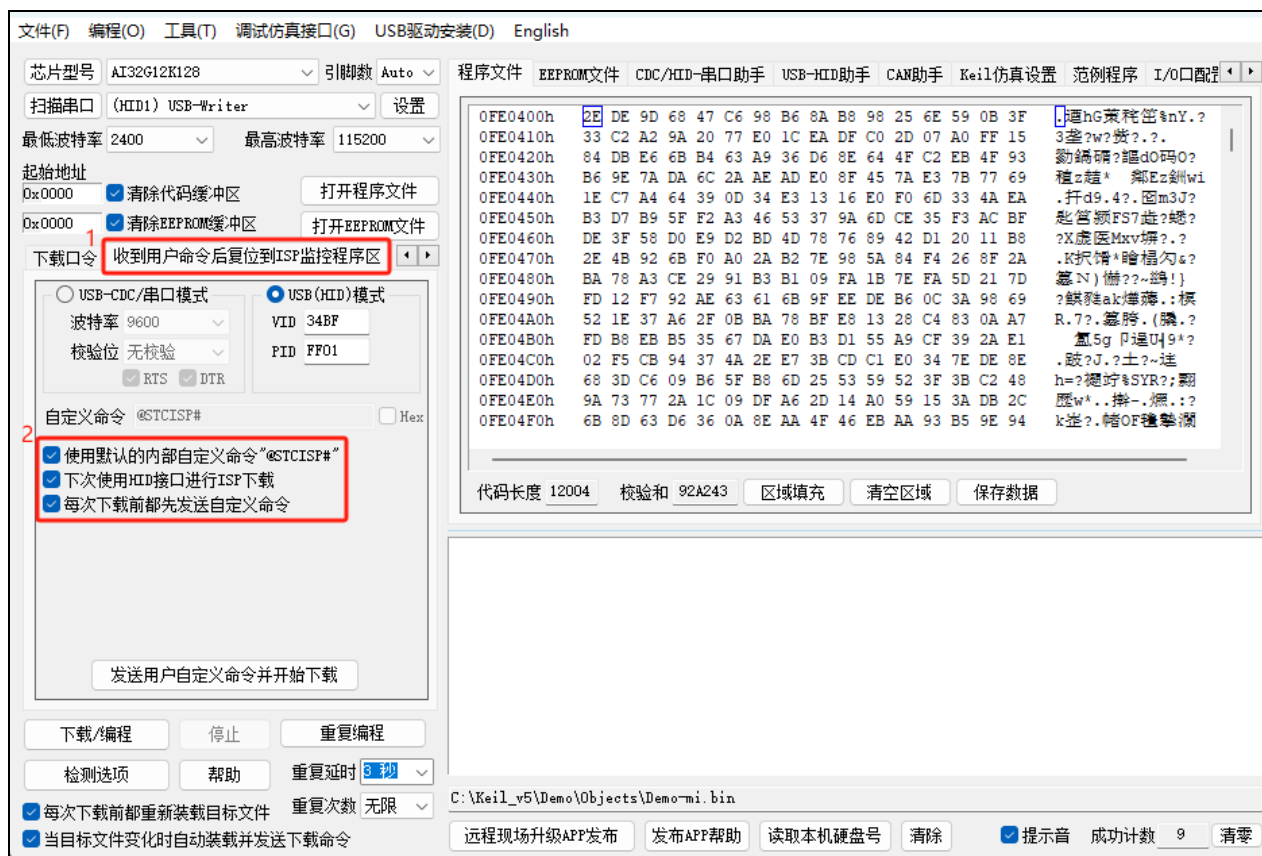 文件(F) 编程(O) 工具(T) 调试仿真接口(G) USB驱动安装(D) English
芯片型号 AI32G12K128 引脚数 Auto
扫描串口 (HID1) USB-Writer 设置
最低波特率 2400 最高波特率 115200
起始地址
0x0000 清除代码缓冲区 打开程序文件
0x0000 清除EEPROM缓冲区 打开EEPROM文件
1
下载口令 收到用户命令后复位到ISP监控程序区
USB-CDC/串口模式 USB(HID)模式
波特率 9600 VID 34BF
校验位 无校验 PID FF01
RTS DTR
自定义命令 @STCISP# Hex
2
使用默认的内部自定义命令"@STCISP#"
下次使用HID接口进行ISP下载
每次下载前都先发送自定义命令
发送用户自定义命令并开始下载
下载/编程 停止 重复编程
检测选项 帮助 重复延时 3 秒
每次下载前都重新装载目标文件 重复次数 无限
当目标文件变化时自动装载并发送下载命令
程序文件 EEPROM文件 CDC/HID-串口助手 USB-HID助手 CAN助手 Keil仿真设置 范例程序 I/O口配
0FE0400h 2E DE 9D 68 47 C6 98 B6 8A B8 98 25 6E 59 0B 3F
0FE0410h 33 C2 A2 9A 20 77 E0 1C EA DF C0 2D 07 A0 FF 15
0FE0420h 84 DB E6 6B B4 63 A9 36 D6 8E 64 4F C2 EB 4F 93
0FE0430h B6 9E 7A DA 6C 2A AE AD E0 8F 45 7A E3 7B 77 69
0FE0440h 1E C7 A4 64 39 0D 34 E3 13 16 E0 F0 6D 33 4A EA
0FE0450h B3 D7 B9 5F F2 A3 46 53 37 9A 6D CE 35 F3 AC BF
0FE0460h DE 3F 58 D0 E9 D2 BD 4D 78 76 89 42 D1 20 11 B8
0FE0470h 2E 4B 92 6B F0 A0 2A B2 7E 98 5A 84 F4 26 8F 2A
0FE0480h BA 78 A3 CE 29 91 B3 B1 09 FA 1B 7E FA 5D 21 7D
0FE0490h FD 12 F7 92 AE 63 61 6B 9F EE DE B6 0C 3A 98 69
0FE04A0h 52 1E 37 A6 2F 0B BA 78 BF E8 13 28 C4 83 0A A7
0FE04B0h FD B8 EB B5 35 67 DA E0 B3 D1 55 A9 CF 39 2A E1
0FE04C0h 02 F5 CB 94 37 4A 2E E7 3B CD C1 E0 34 7E DE 8E
0FE04D0h 68 3D C6 09 B6 5F B8 6D 25 53 59 52 3F 3B C2 48
0FE04E0h 9A 73 77 2A 1C 09 DF A6 2D 14 A0 59 15 3A DB 2C
0FE04F0h 6B 8D 63 D6 36 0A 8E AA 4F 46 EB AA 93 B5 9E 94
代码长度 12004 校验和 92A243 区域填充 清空区域 保存数据
C:\Keil_v5\Demo\Objects\Demo-mi.bin
远程现场升级APP发布 发布APP帮助 读取本机硬盘号 清除 提示音 成功计数 9 清零